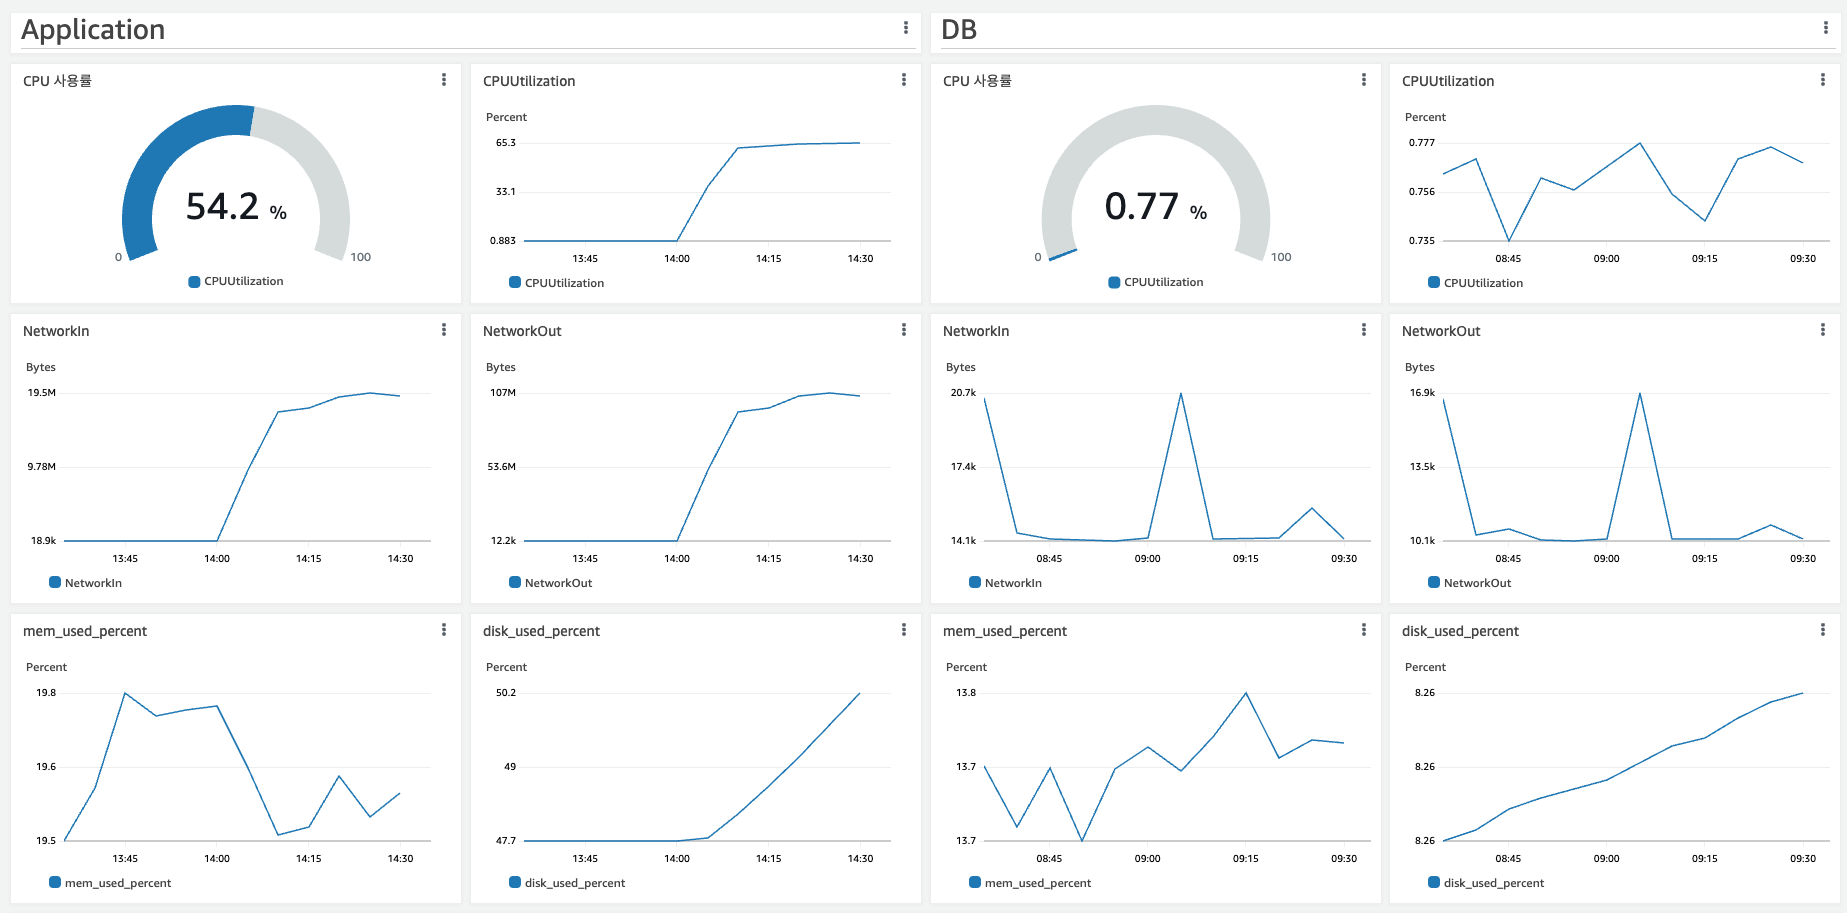 Application
DB
CPU 사용률
54.2 %
0
100
CPUUtilization
CPUUtilization
Percent
65.3
33.1
0.883
13:45 14:00 14:15 14:30
CPUUtilization
CPU 사용률
0.77 %
0
100
CPUUtilization
CPUUtilization
Percent
0.777
0.756
0.735
08:45 09:00 09:15 09:30
CPUUtilization
NetworkIn
Bytes
19.5M
9.78M
18.9k
13:45 14:00 14:15 14:30
NetworkIn
NetworkOut
Bytes
107M
53.6M
12.2k
13:45 14:00 14:15 14:30
NetworkOut
NetworkIn
Bytes
20.7k
17.4k
14.1k
08:45 09:00 09:15 09:30
NetworkIn
NetworkOut
Bytes
16.9k
13.5k
10.1k
08:45 09:00 09:15 09:30
NetworkOut
mem_used_percent
Percent
19.8
19.6
19.5
13:45 14:00 14:15 14:30
mem_used_percent
disk_used_percent
Percent
50.2
49
47.7
13:45 14:00 14:15 14:30
disk_used_percent
mem_used_percent
Percent
13.8
13.7
13.7
08:45 09:00 09:15 09:30
mem_used_percent
disk_used_percent
Percent
8.26
8.26
8.26
08:45 09:00 09:15 09:30
disk_used_percent